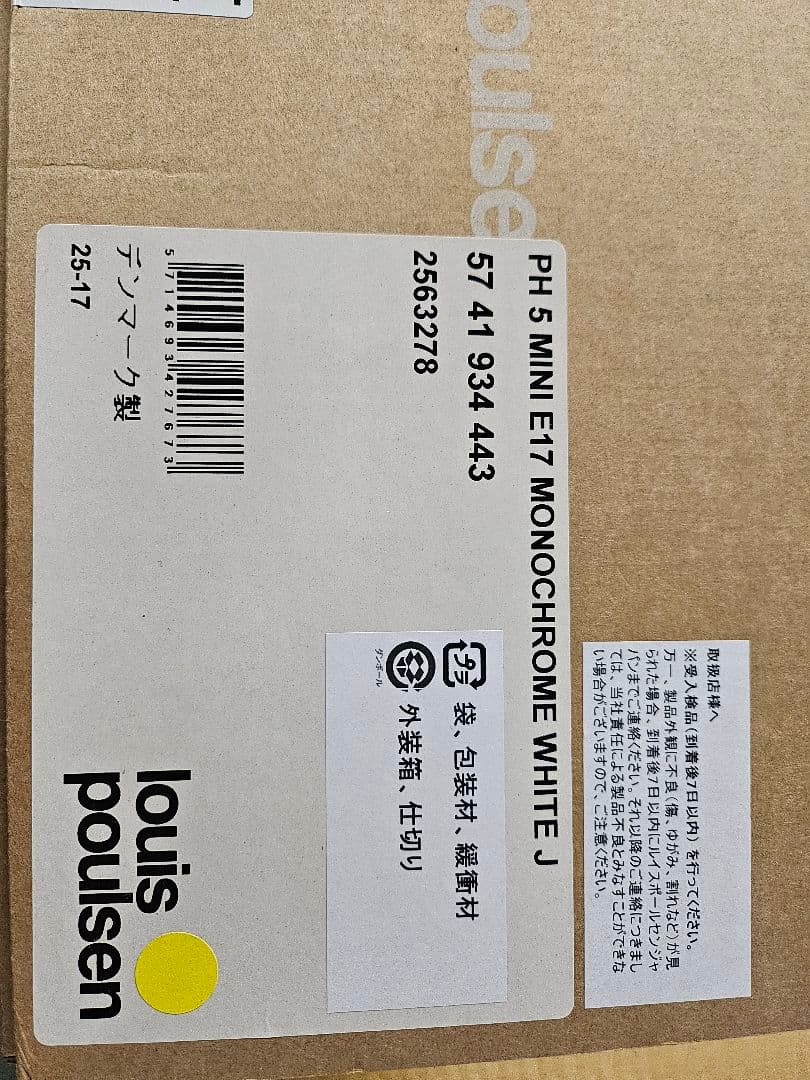 oulse
PH 5 MINI E17 MONOCHROME WHITE J
57 41 934 443
2563278
5 714693 427673
デンマーク製
25-17
プラ
袋、包装材、緩衝材
ダンボール
外装箱、仕切り
louis
poulsen
取扱店様へ
※受入検品(到着後7日以内)を行ってください。
万一、製品外観に不良(傷、ゆがみ、割れなど)が見
られた場合、到着後7日以内にルイスポールセンジャ
パンまでご連絡ください。それ以降のご連絡につきまし
ては、当社責任による製品不良とみなすことができな
い場合がございますので、ご注意ください。